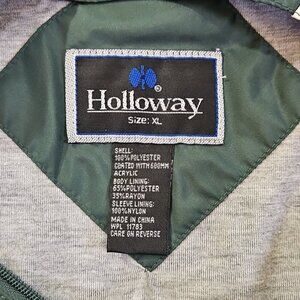 Holloway
®
Size: XL
SHELL:
100%POLYESTER
COATED WITH 600MM
ACRYLIC
BODY LINING:
65%POLYESTER
35%RAYON
SLEEVE LINING:
100%NYLON
MADE IN CHINA
WPL 11783
CARE ON REVERSE